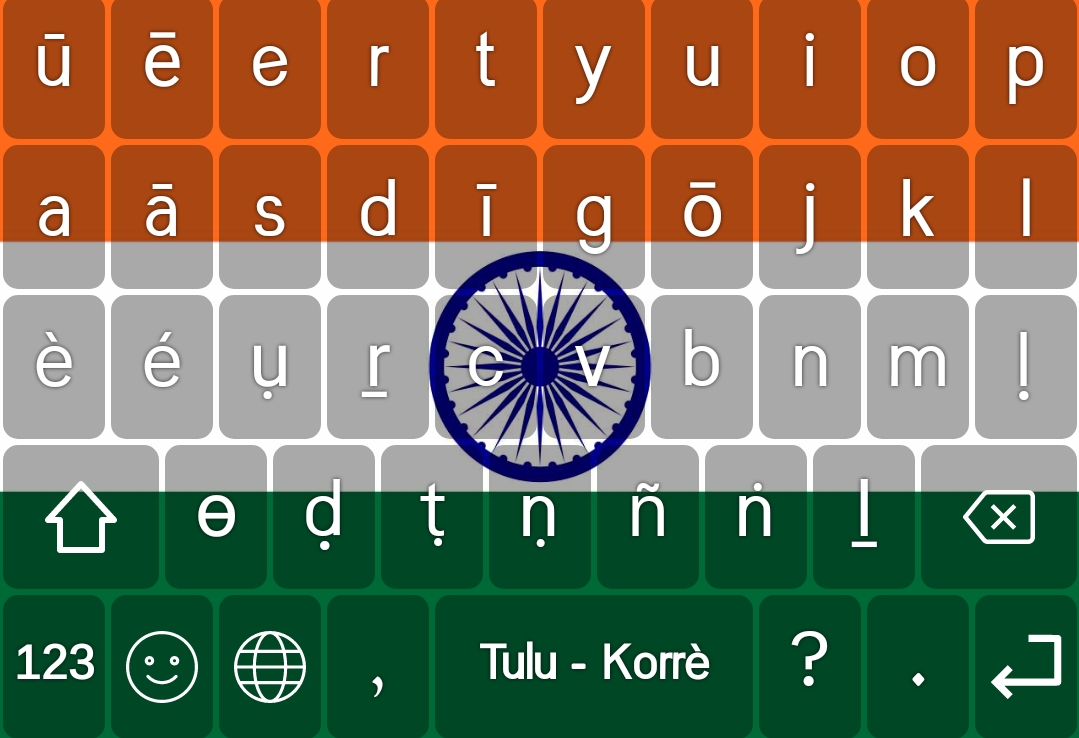 ū ē e r t y u i o p
a ā s d ī g ō j k l
è é ụ ṟ c v b n m ḷ
ɵ ḍ ṭ ṇ ñ ṅ ḻ
123 , Tulu - Korrè ? .